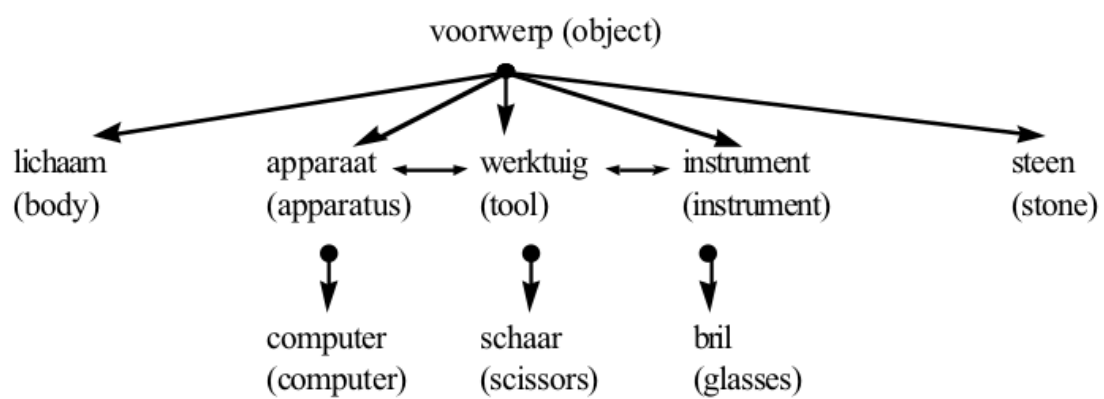 voorwerp (object)
lichaam apparaat werktuig instrument steen
(body) (apparatus) (tool) (instrument) (stone)
computer schaar bril
(computer) (scissors) (glasses)